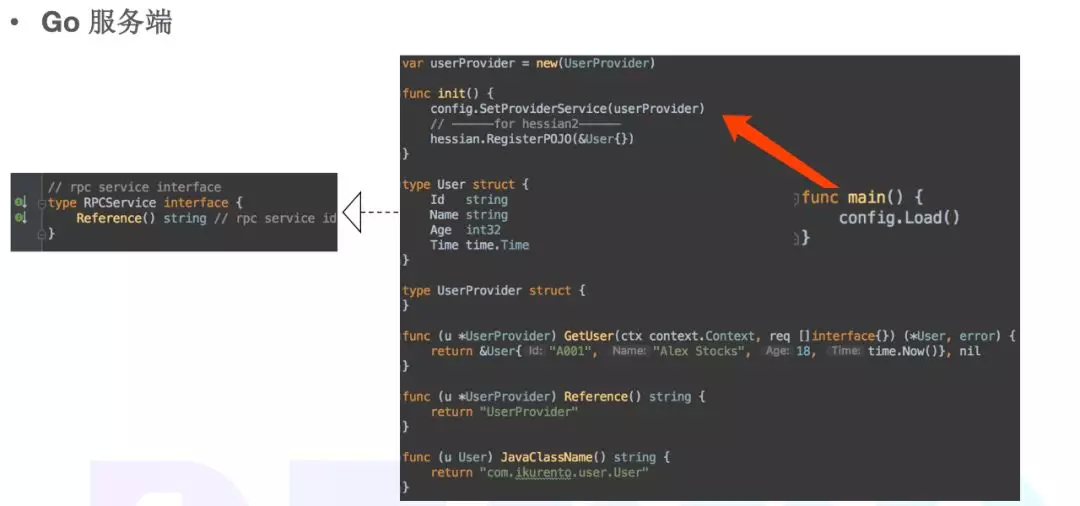 • Go 服务端
var userProvider = new(UserProvider)
func init() {
config.SetProviderService(userProvider)
// ------for hessian2------
hessian.RegisterPOJO(&User{})
}
type User struct {
Id string
Name string
Age int32
Time time.Time
}
type UserProvider struct {
}
func (u *UserProvider) GetUser(ctx context.Context, req []interface{}) (*User, error) {
return &User{ Id: "A001", Name: "Alex Stocks", Age: 18, Time: time.Now()}, nil
}
func (u *UserProvider) Reference() string {
return "UserProvider"
}
func (u User) JavaClassName() string {
return "com.ikurento.user.User"
}
// rpc service interface
type RPCService interface {
Reference() string // rpc service id
}
func main() {
config.Load()
}